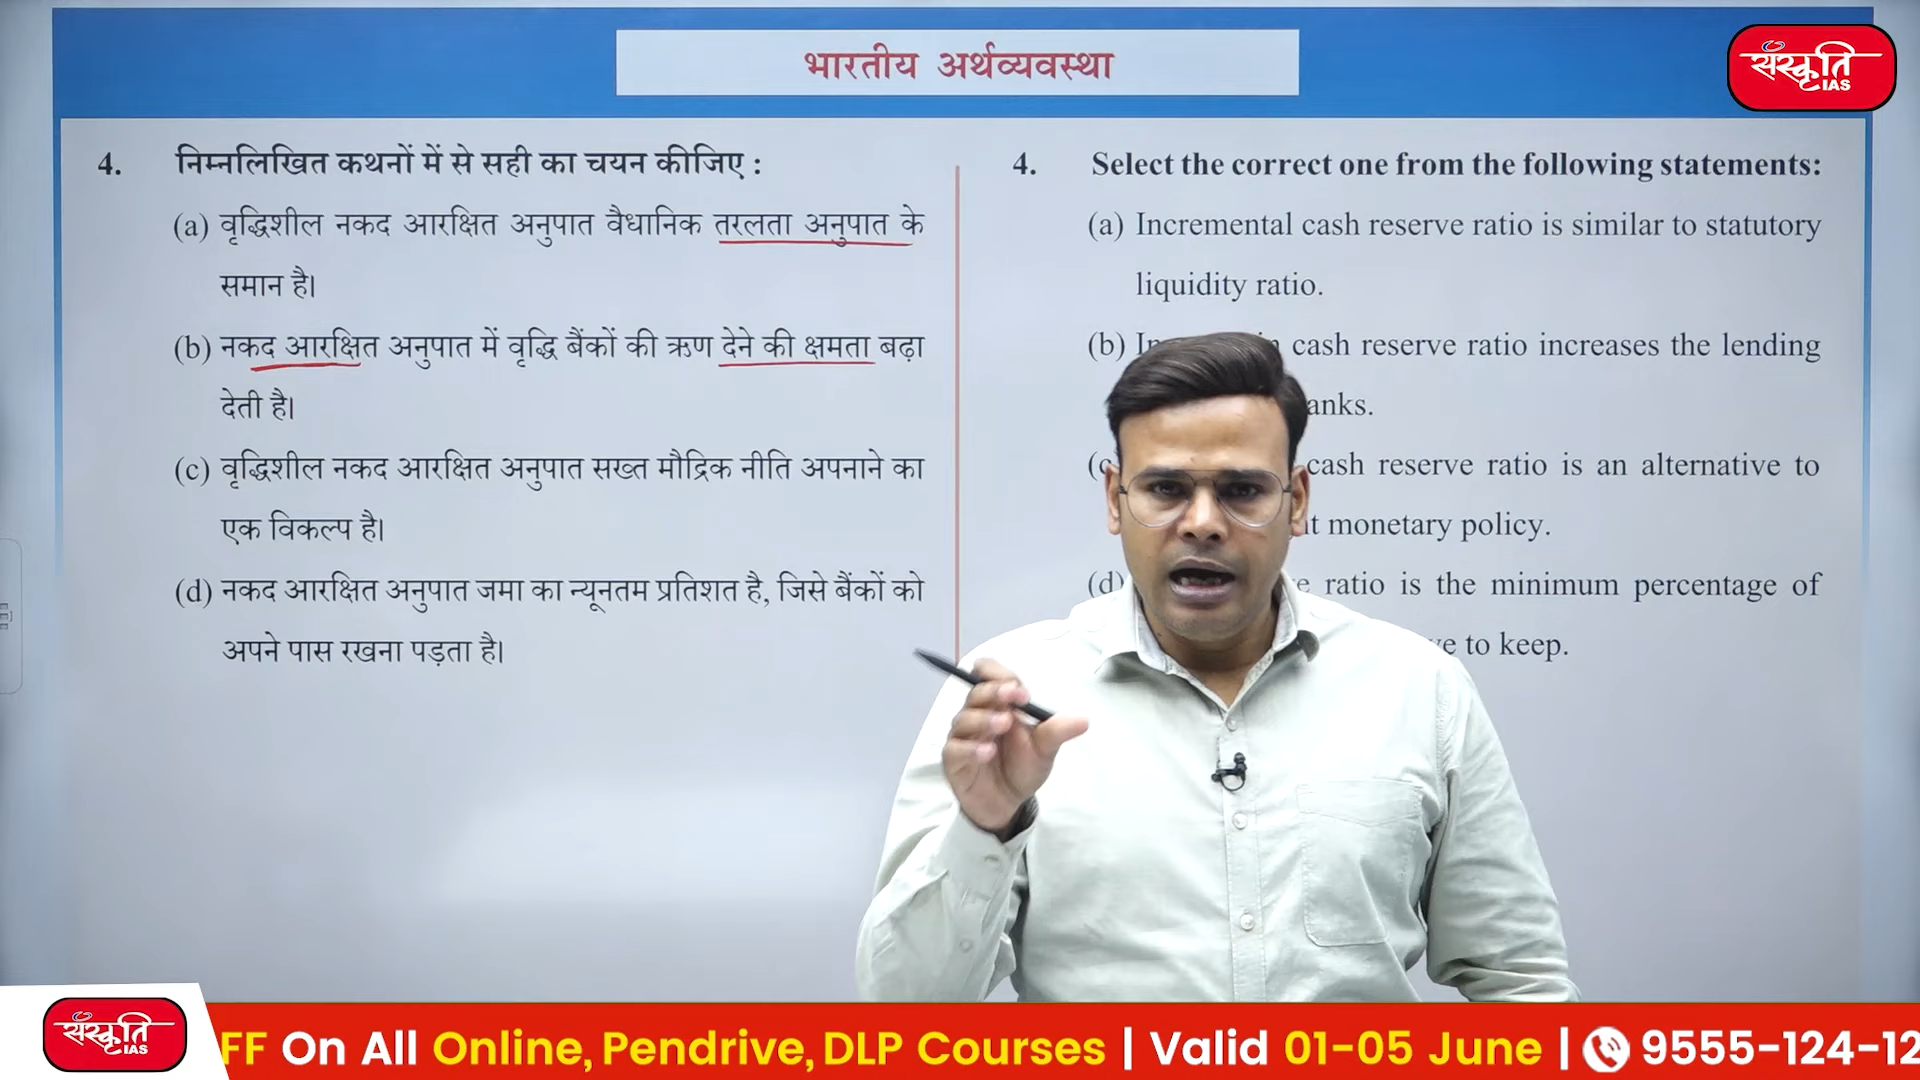 भारतीय अर्थव्यवस्था
संस्कृति
IAS
4. निम्नलिखित कथनों में से सही का चयन कीजिए :
(a) वृद्धिशील नकद आरक्षित अनुपात वैधानिक तरलता अनुपात के
समान है।
(b) नकद आरक्षित अनुपात में वृद्धि बैंकों की ऋण देने की क्षमता बढ़ा
देती है।
(c) वृद्धिशील नकद आरक्षित अनुपात सख्त मौद्रिक नीति अपनाने का
एक विकल्प है।
(d) नकद आरक्षित अनुपात जमा का न्यूनतम प्रतिशत है, जिसे बैंकों को
अपने पास रखना पड़ता है।
4. Select the correct one from the following statements:
(a) Incremental cash reserve ratio is similar to statutory
liquidity ratio.
(b) cash reserve ratio increases the lending
anks.
cash reserve ratio is an alternative to
monetary policy.
(d) ratio is the minimum percentage of
to keep.
संस्कृति
IAS
FF On All Online, Pendrive, DLP Courses | Valid 01-05 June | 9555-124-12